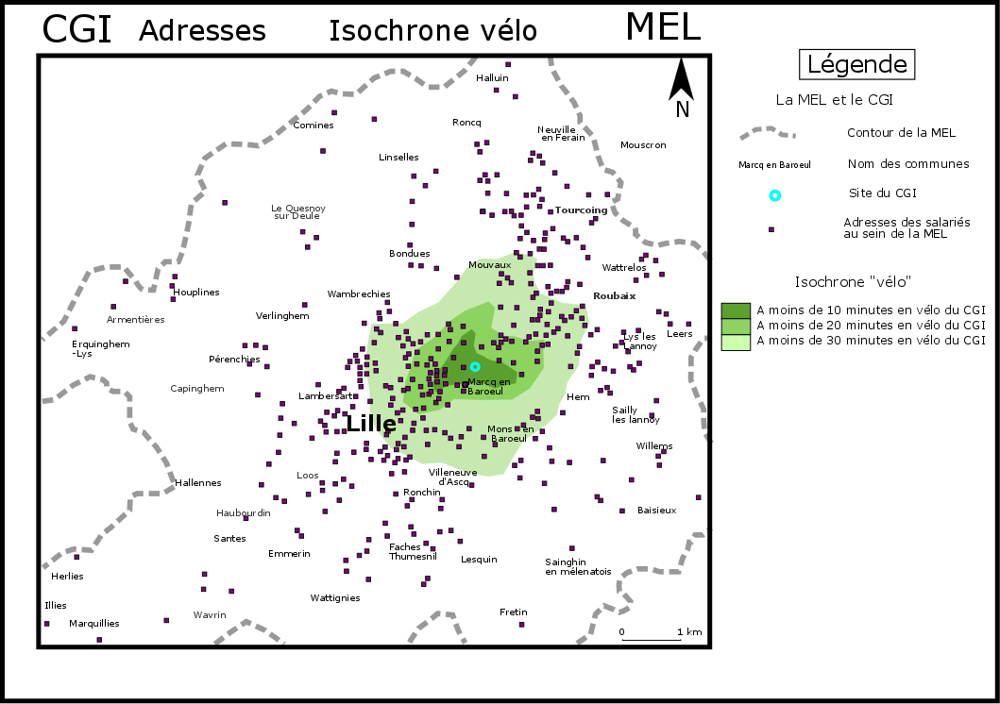 CGI Adresses Isochrone vélo MEL
Légende
La MEL et le CGI
Contour de la MEL
Marcq en Baroeul
Nom des communes
Site du CGI
Adresses des salariés
au sein de la MEL
Isochrone "vélo"
A moins de 10 minutes en vélo du CGI
A moins de 20 minutes en vélo du CGI
A moins de 30 minutes en vélo du CGI
N
Halluin
Comines
Roncq
Neuville
en Ferain
Mouscron
Linselles
Le Quesnoy
sur Deule
Tourcoing
Bondues
Mouvaux
Wattrelos
Houplines
Wambrechies
Roubaix
Armentières
Verlinghem
Erquinghem
-Lys
Lys les
Lannoy
Leers
Pérenchies
Capinghem
Lambersart
Marcq en
Baroeul
Hem
Sailly
les lannoy
Lille
Mons en
Baroeul
Willems
Loos
Villeneuve
d'Ascq
Hallennes
Ronchin
Haubourdin
Baisieux
Santes
Emmerin
Faches
Thumesnil
Lesquin
Sainghin
en mélenatois
Herlies
Wattignies
Illies
Wavrin
Fretin
Marquillies
0 1 km